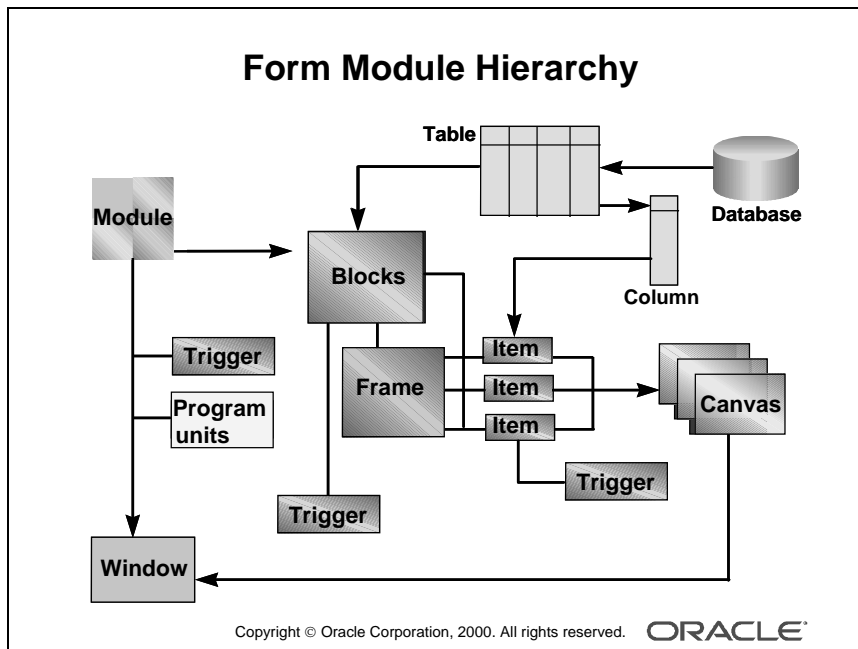 Form Module Hierarchy
Table
Database
Module
Blocks
Column
Trigger
Frame
Item
Item
Item
Canvas
Program
units
Trigger
Trigger
Window
Copyright © Oracle Corporation, 2000. All rights reserved.
ORACLE®